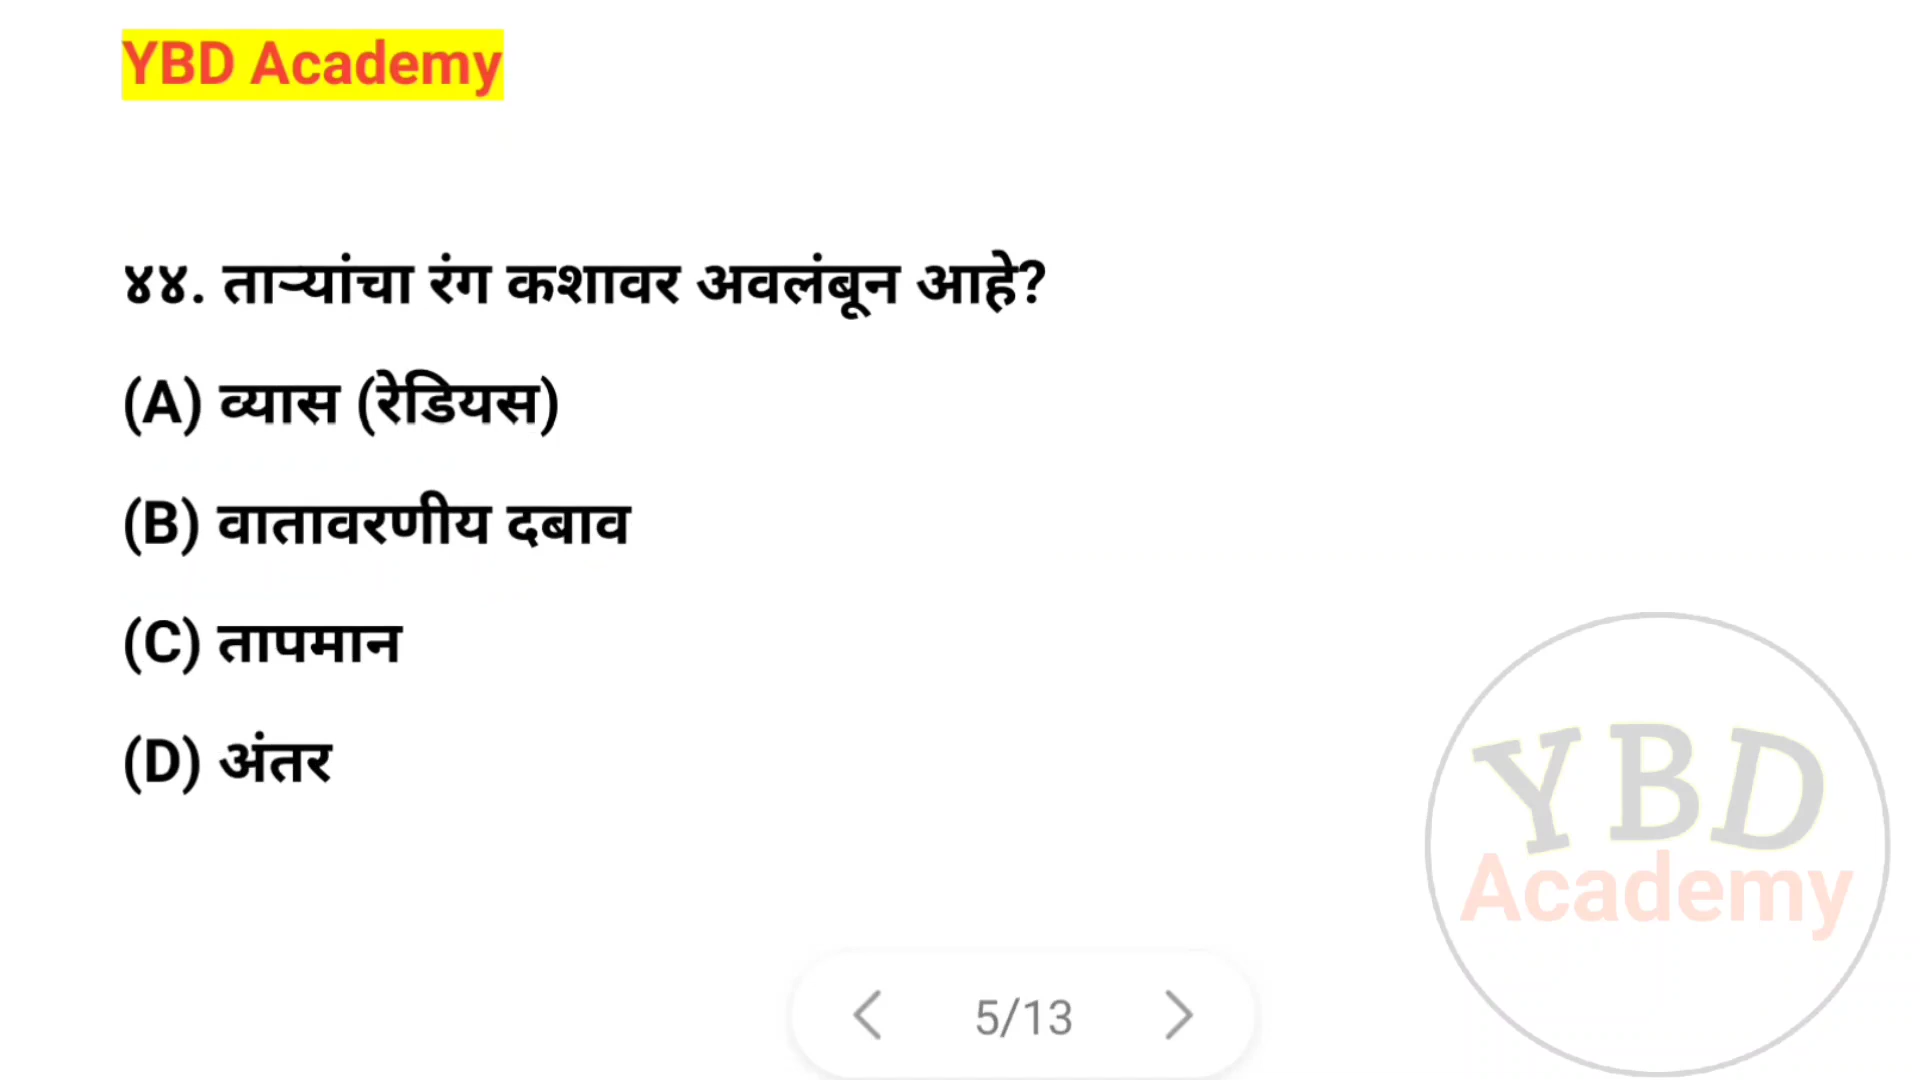 YBD Academy
४४. ताऱ्यांचा रंग कशावर अवलंबून आहे?
(A) व्यास (रेडियस)
(B) वातावरणीय दबाव
(C) तापमान
(D) अंतर
YBD
Academy
5/13